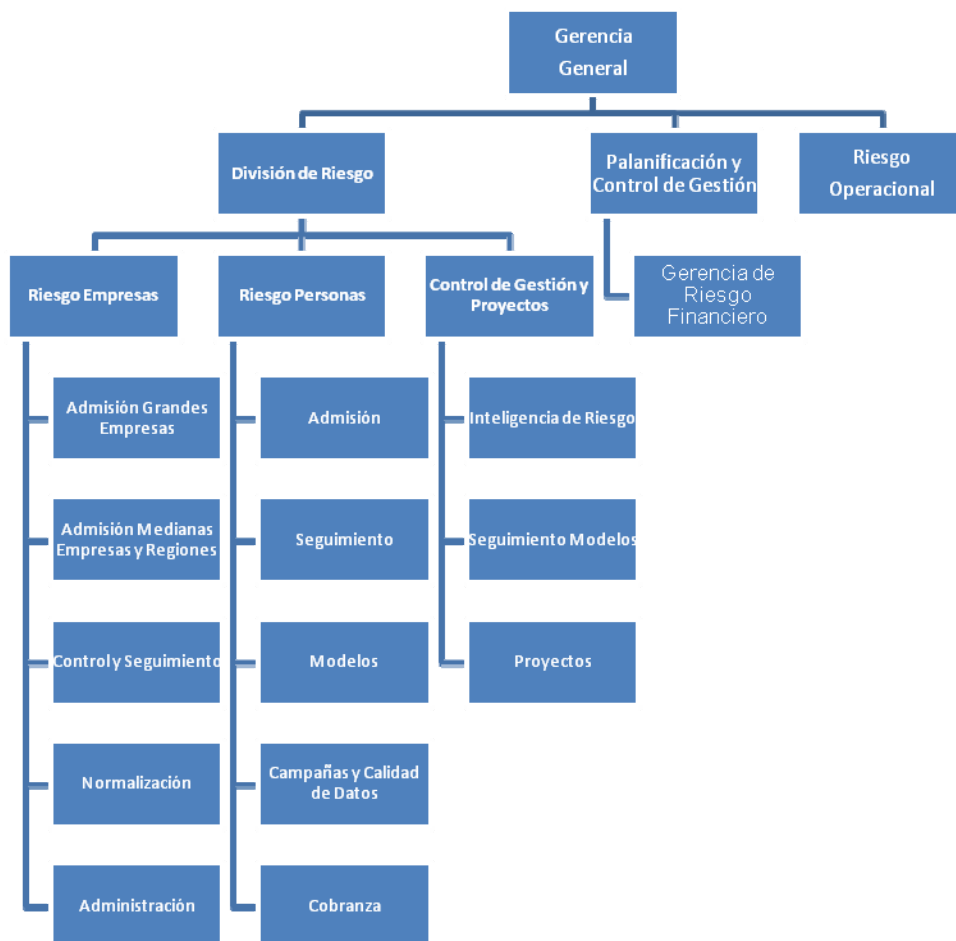 Gerencia
General
División de Riesgo
Palanificación y
Control de Gestión
Riesgo
Operacional
Riesgo Empresas
Riesgo Personas
Control de Gestión y
Proyectos
Gerencia de
Riesgo
Financiero
Admisión Grandes
Empresas
Admisión
Inteligencia de Riesgo
Admisión Medianas
Empresas y Regiones
Seguimiento
Seguimiento Modelos
Control y Seguimiento
Modelos
Proyectos
Normalización
Campañas y Calidad
de Datos
Administración
Cobranza